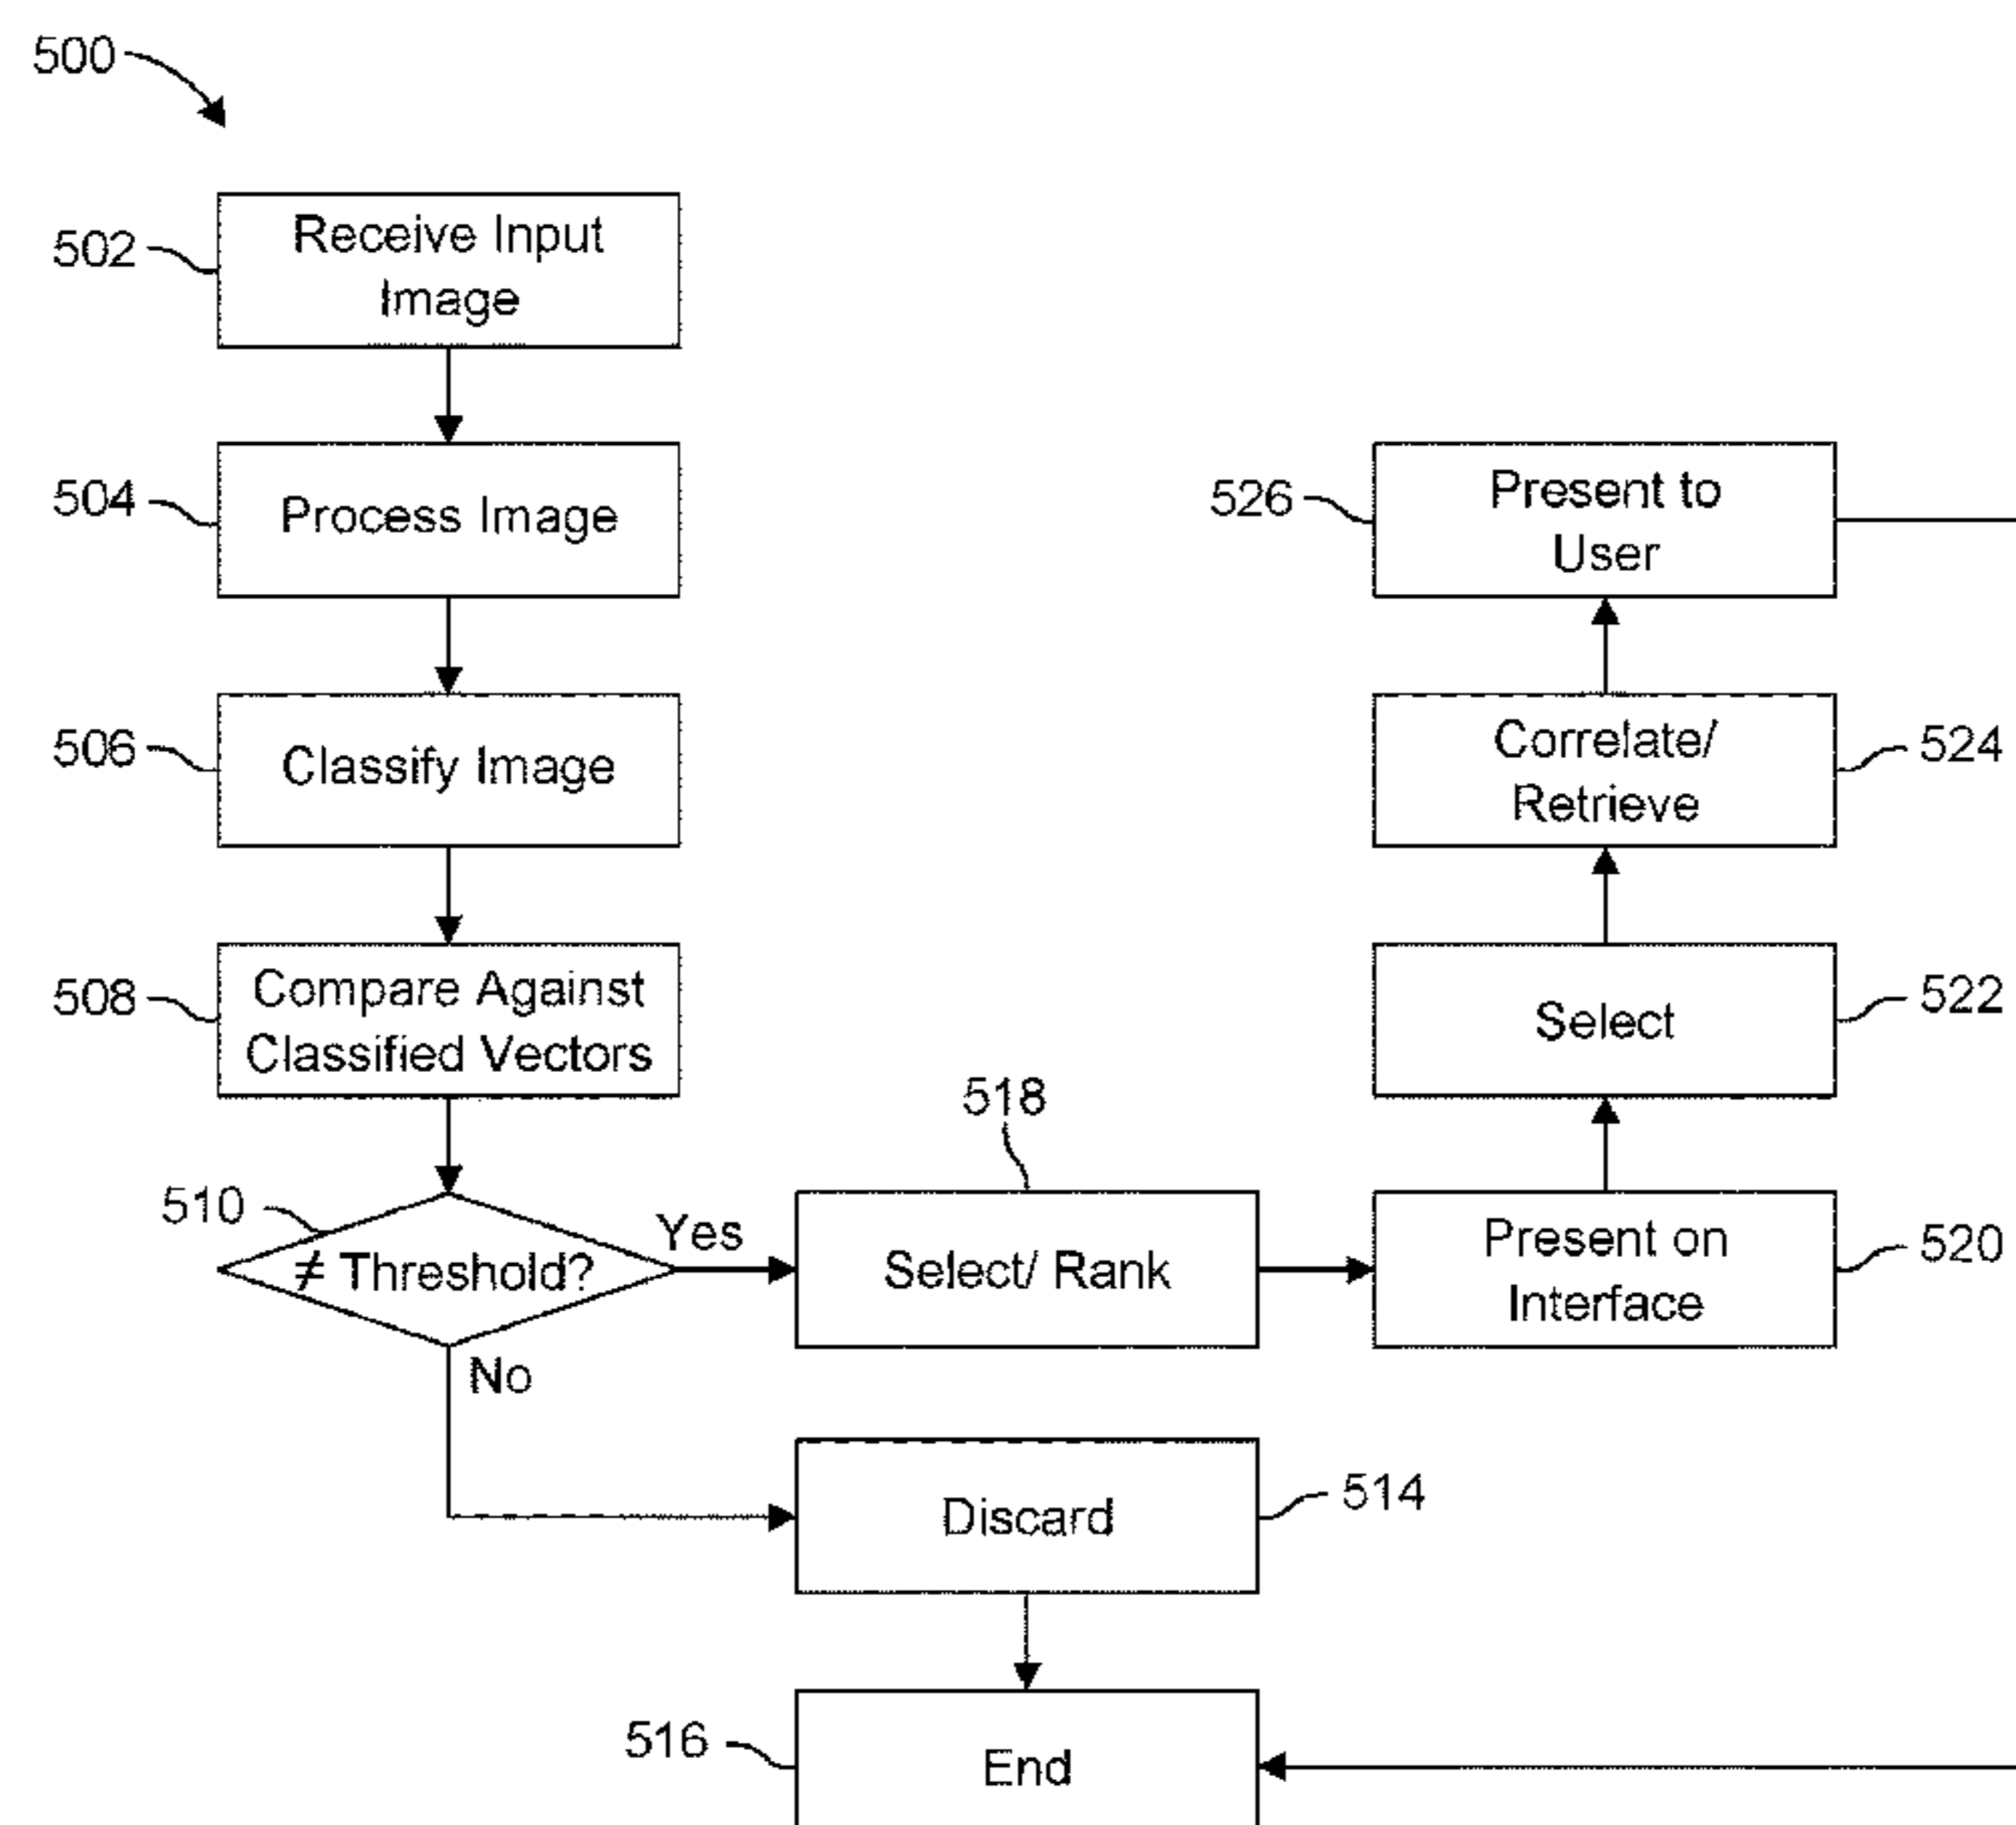 500
502
Receive Input
Image
504
Process Image
506
Classify Image
508
Compare Against
Classified Vectors
510
≠ Threshold?
Yes
No
518
Select/ Rank
514
Discard
516
End
526
Present to
User
Correlate/
Retrieve
524
Select
522
Present on
Interface
520